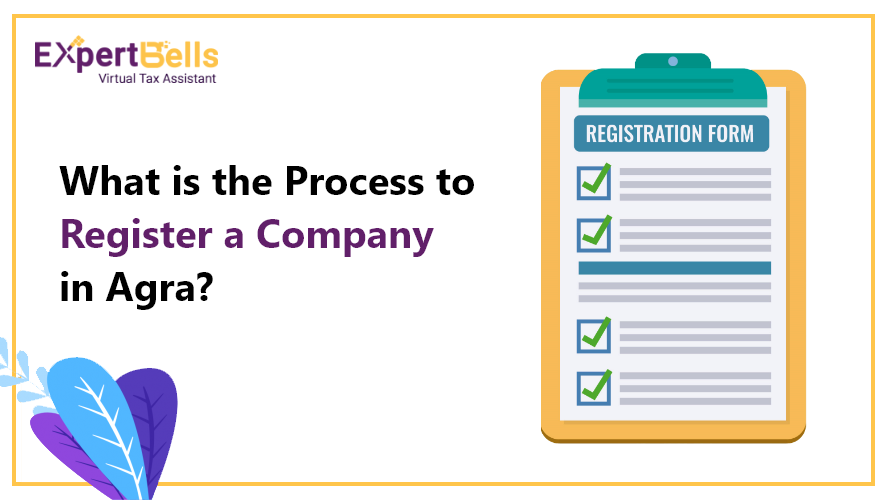 ExpertBells
Virtual Tax Assistant
What is the Process to
Register a Company
in Agra?
REGISTRATION FORM